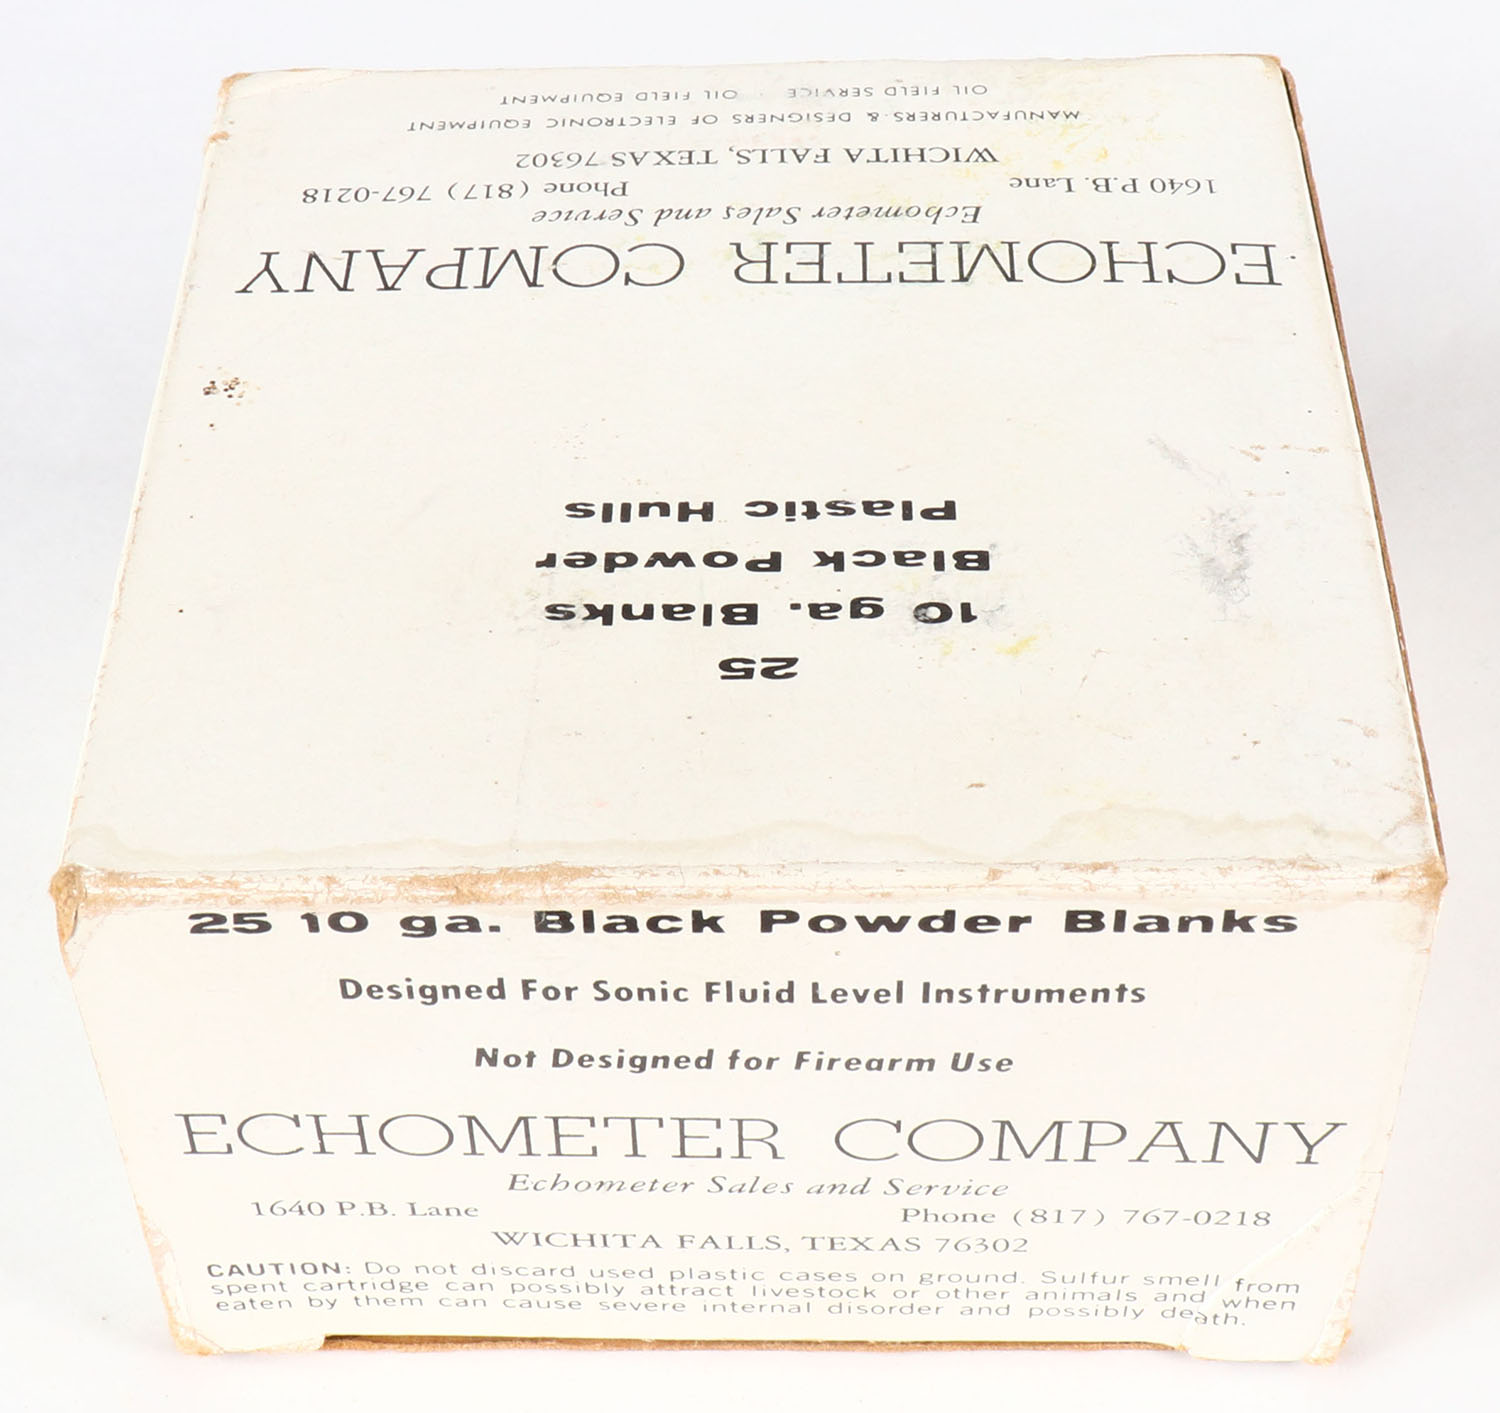 25
10 ga. Blanks
Black Powder
Plastic Hulls
ECHOMETER COMPANY
Echometer Sales and Service
1640 P.B. Lane Phone (817) 767-0218
WICHITA FALLS, TEXAS 76302
MANUFACTURERS & DESIGNERS OF ELECTRONIC EQUIPMENT
OIL FIELD SERVICE · OIL FIELD EQUIPMENT
25 10 ga. Black Powder Blanks
Designed For Sonic Fluid Level Instruments
Not Designed for Firearm Use
ECHOMETER COMPANY
Echometer Sales and Service
1640 P.B. Lane Phone (817) 767-0218
WICHITA FALLS, TEXAS 76302
CAUTION: Do not discard used plastic cases on ground. Sulfur smell from
spent cartridge can possibly attract livestock or other animals and when
eaten by them can cause severe internal disorder and possibly death.